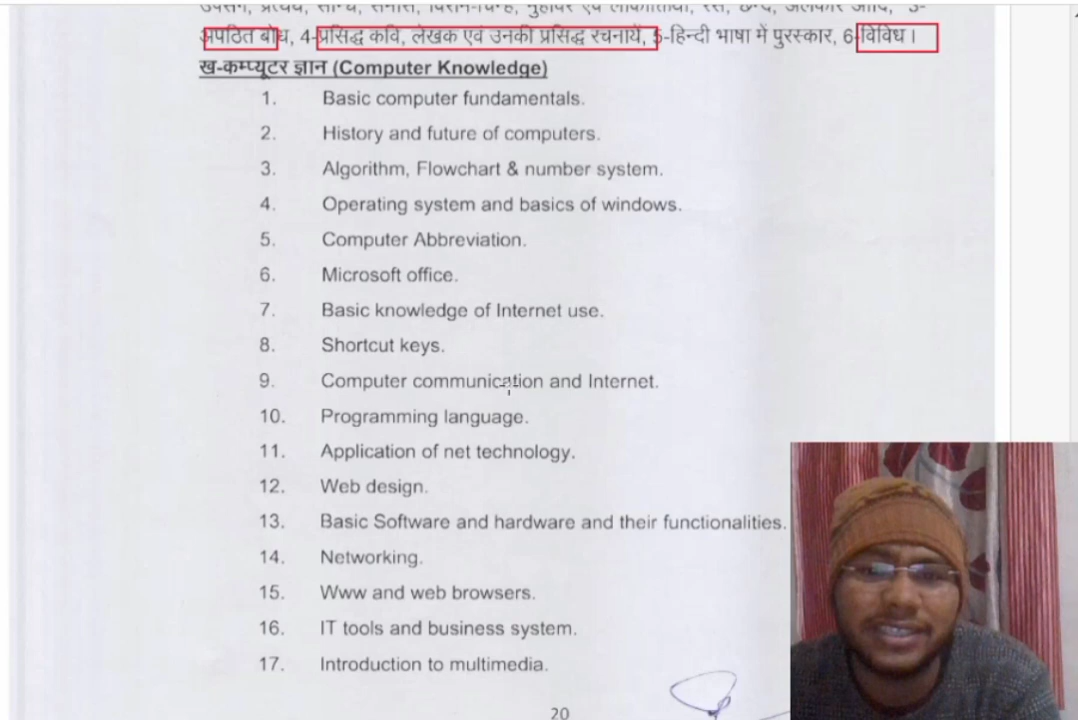 अपठित बोध, 4-प्रसिद्ध कवि, लेखक एवं उनकी प्रसिद्ध रचनायें, 5-हिन्दी भाषा में पुरस्कार, 6-विविध।
ख-कम्प्यूटर ज्ञान (Computer Knowledge)
1. Basic computer fundamentals.
2. History and future of computers.
3. Algorithm, Flowchart & number system.
4. Operating system and basics of windows.
5. Computer Abbreviation.
6. Microsoft office.
7. Basic knowledge of Internet use.
8. Shortcut keys.
9. Computer communication and Internet.
10. Programming language.
11. Application of net technology.
12. Web design.
13. Basic Software and hardware and their functionalities.
14. Networking.
15. Www and web browsers.
16. IT tools and business system.
17. Introduction to multimedia.
20